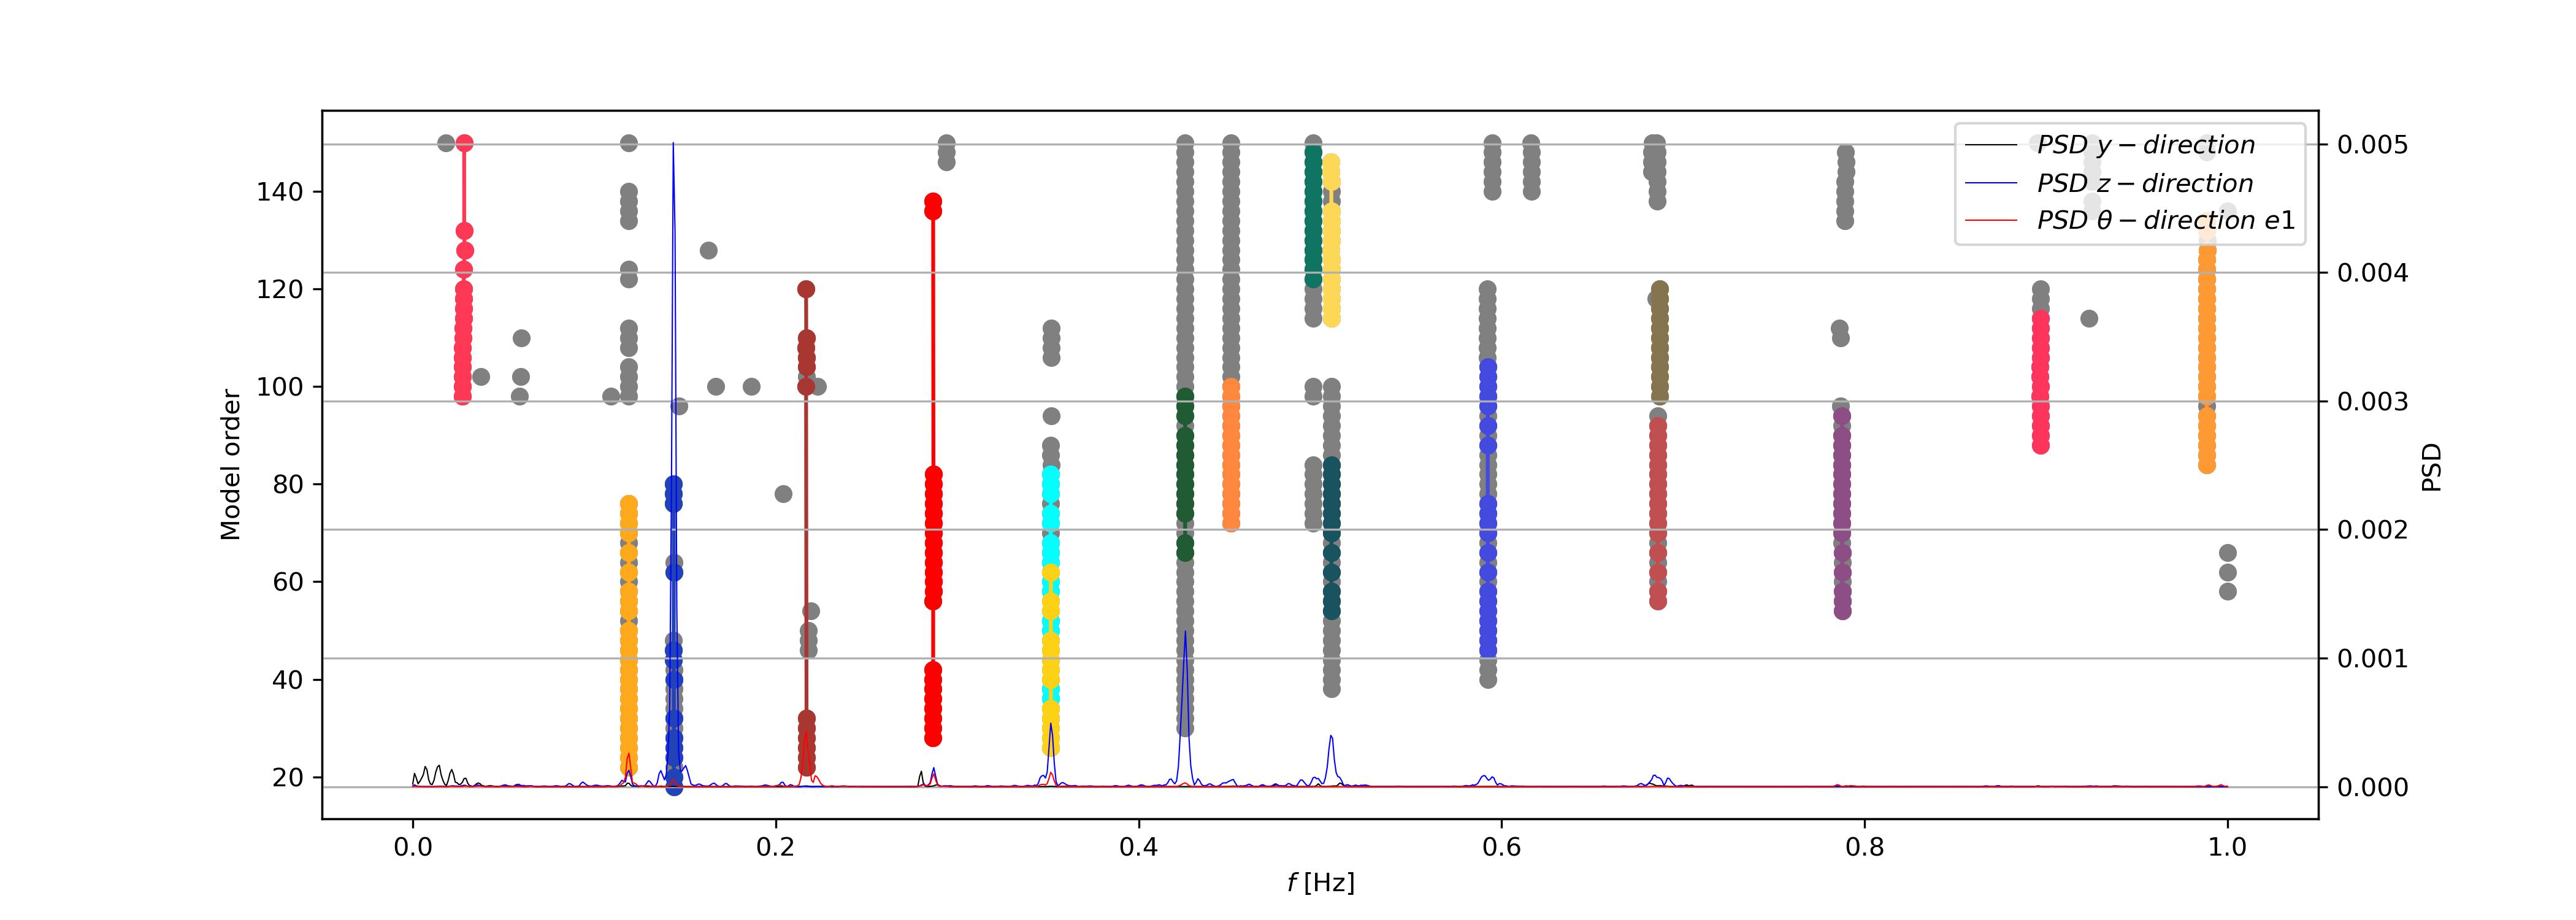 PSD y − direction
PSD z − direction
PSD θ − direction e1
Model order
140
120
100
80
60
40
20
0.005
0.004
0.003
0.002
0.001
0.000
PSD
0.0 0.2 0.4 0.6 0.8 1.0
f [Hz]